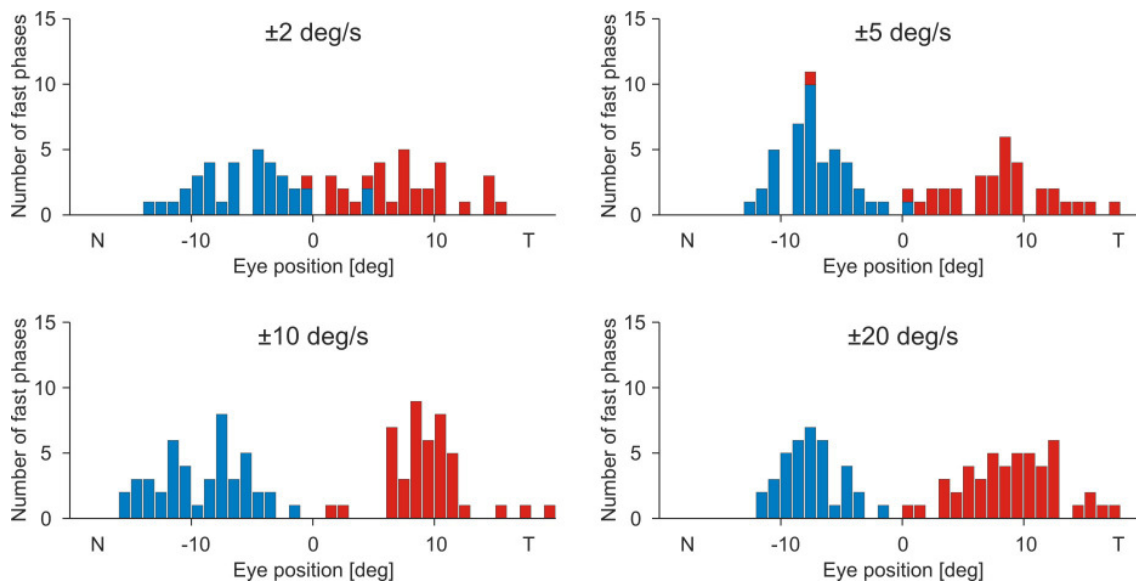 ±2 deg/s
Number of fast phases
15
10
5
0
N
-10
0
10
T
Eye position [deg]
±5 deg/s
Number of fast phases
15
10
5
0
N
-10
0
10
T
Eye position [deg]
±10 deg/s
Number of fast phases
15
10
5
0
N
-10
0
10
T
Eye position [deg]
±20 deg/s
Number of fast phases
15
10
5
0
N
-10
0
10
T
Eye position [deg]